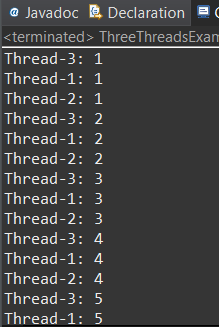 @ Javadoc Declaration
<terminated> ThreeThreadsExam
Thread-3: 1
Thread-1: 1
Thread-2: 1
Thread-3: 2
Thread-1: 2
Thread-2: 2
Thread-3: 3
Thread-1: 3
Thread-2: 3
Thread-3: 4
Thread-1: 4
Thread-2: 4
Thread-3: 5
Thread-1: 5